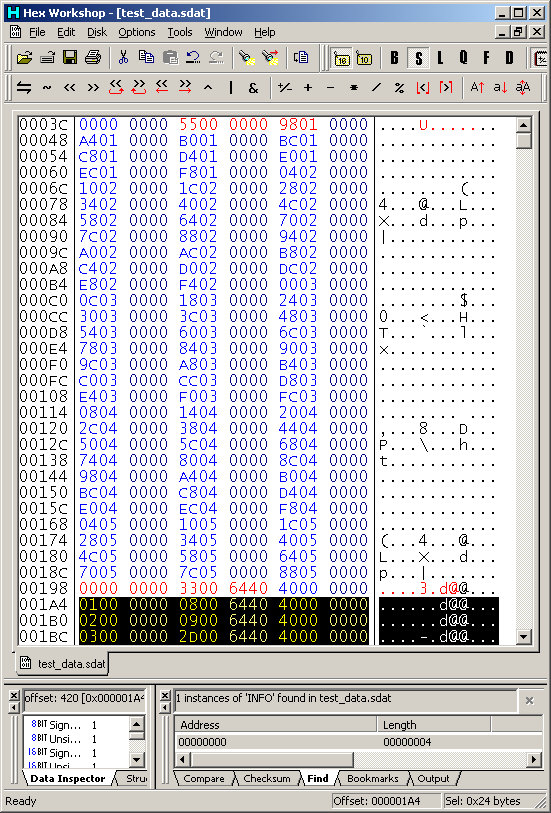 Hex Workshop - [test_data.sdat]
File Edit Disk Options Tools Window Help
16 10 B S L Q F D
0003C 0000 0000 5500 0000 9801 0000 ....U.......
00048 A401 0000 B001 0000 BC01 0000 ............
00054 C801 0000 D401 0000 E001 0000 ............
00060 EC01 0000 F801 0000 0402 0000 ............
0006C 1002 0000 1C02 0000 2802 0000 ........(...
00078 3402 0000 4002 0000 4C02 0000 4...@...L...
00084 5802 0000 6402 0000 7002 0000 X...d...p...
00090 7C02 0000 8802 0000 9402 0000 |...........
0009C A002 0000 AC02 0000 B802 0000 ............
000A8 C402 0000 D002 0000 DC02 0000 ............
000B4 E802 0000 F402 0000 0003 0000 ............
000C0 0C03 0000 1803 0000 2403 0000 ........$...
000CC 3003 0000 3C03 0000 4803 0000 0...<...H...
000D8 5403 0000 6003 0000 6C03 0000 T...`...l...
000E4 7803 0000 8403 0000 9003 0000 x...........
000F0 9C03 0000 A803 0000 B403 0000 ............
000FC C003 0000 CC03 0000 D803 0000 ............
00108 E403 0000 F003 0000 FC03 0000 ............
00114 0804 0000 1404 0000 2004 0000 ............
00120 2C04 0000 3804 0000 4404 0000 ,...8...D...
0012C 5004 0000 5C04 0000 6804 0000 P...\...h...
00138 7404 0000 8004 0000 8C04 0000 t...........
00144 9804 0000 A404 0000 B004 0000 ............
00150 BC04 0000 C804 0000 D404 0000 ............
0015C E004 0000 EC04 0000 F804 0000 ............
00168 0405 0000 1005 0000 1C05 0000 ............
00174 2805 0000 3405 0000 4005 0000 (...4...@...
00180 4C05 0000 5805 0000 6405 0000 L...X...d...
0018C 7005 0000 7C05 0000 8805 0000 p...|.......
00198 0000 0000 3300 6440 4000 0000 ....3.d@@...
001A4 0100 0000 0800 6440 4000 0000 ......d@@...
001B0 0200 0000 0900 6440 4000 0000 ......d@@...
001BC 0300 0000 2D00 6440 4000 0000 ....-.d@@...
test_data.sdat
offset: 420 [0x000001A4
8BIT Sign... 1
8BIT Unsi... 1
16BIT Sign... 1
Data Inspector
1 instances of 'INFO' found in test_data.sdat
Address Length
00000000 00000004
Compare Checksum Find Bookmarks Output
Ready Offset: 000001A4 Sel: 0x24 bytes